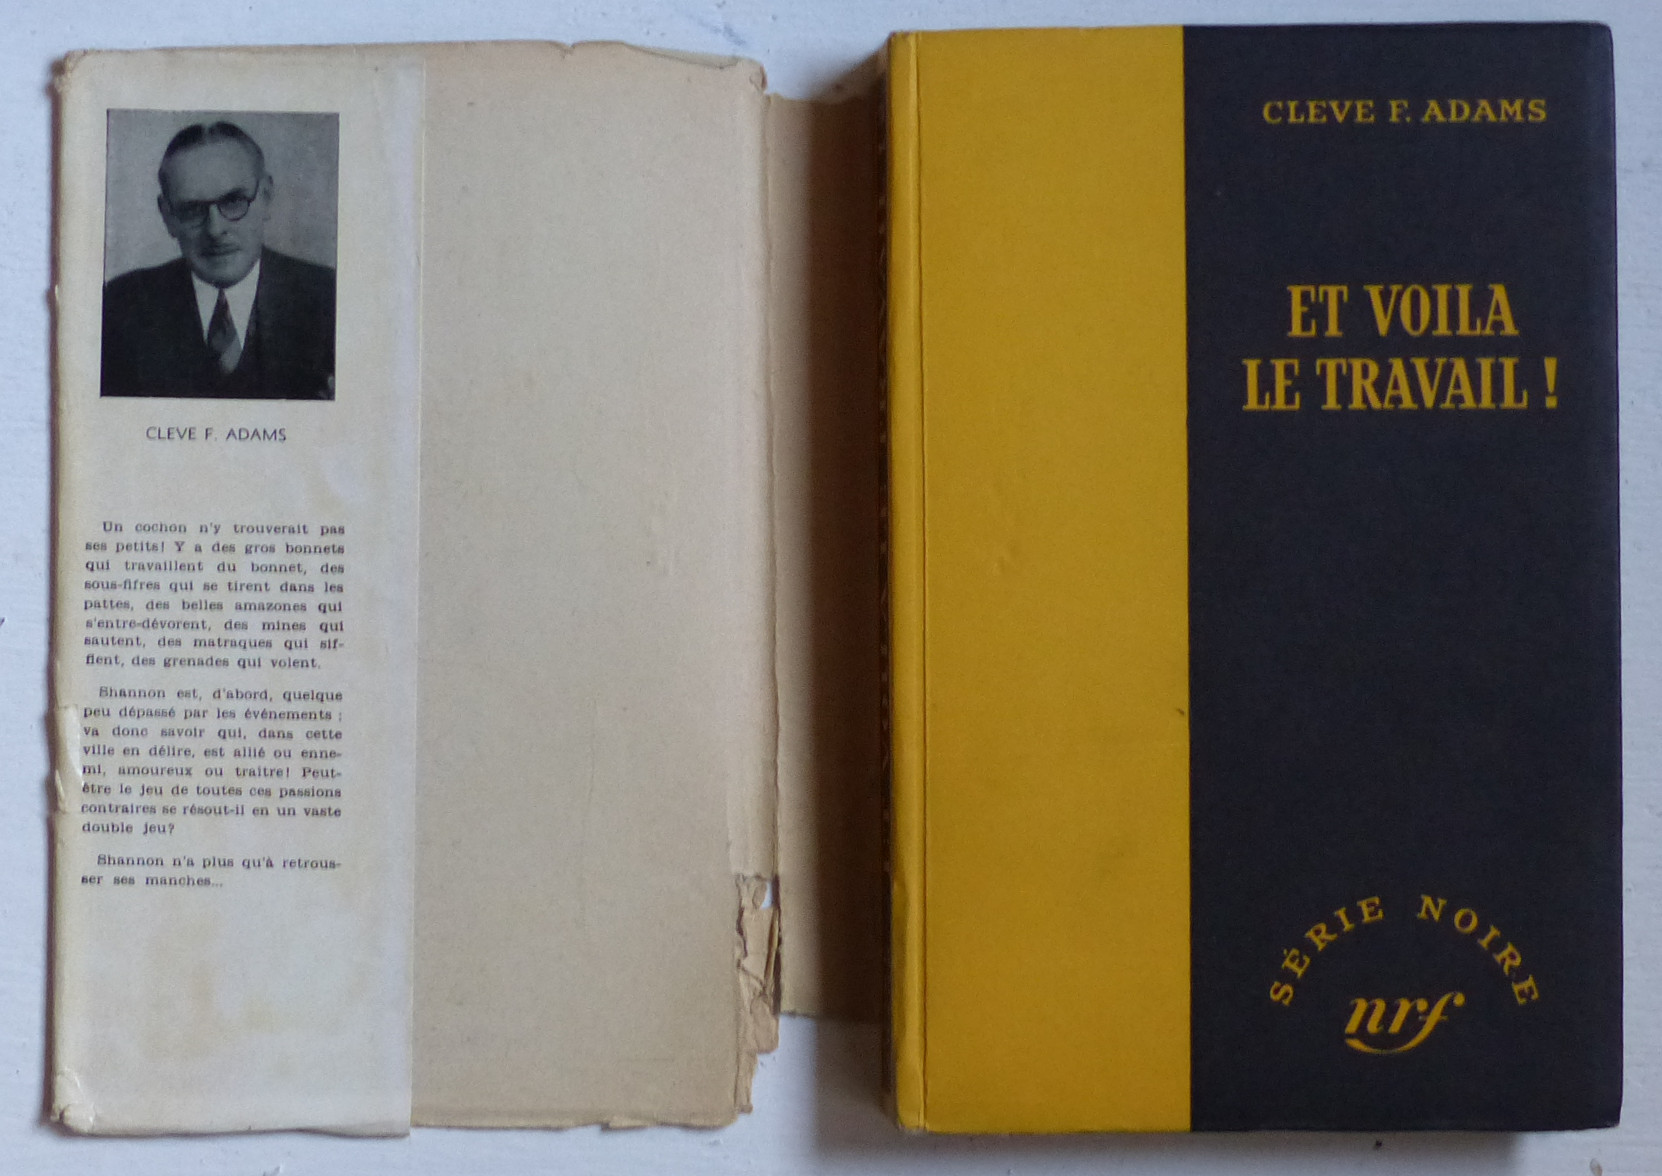 CLEVE F. ADAMS
Un cochon n'y trouverait pas
ses petits! Y a des gros bonnets
qui travaillent du bonnet, des
sous-fifres qui se tirent dans les
pattes, des belles amazones qui
s'entre-dévorent, des mines qui
sautent, des matraques qui sif-
flent, des grenades qui volent.
Shannon est, d'abord, quelque
peu dépassé par les événements ;
va donc savoir qui, dans cette
ville en délire, est allié ou enne-
mi, amoureux ou traître! Peut-
être le jeu de toutes ces passions
contraires se résout-il en un vaste
double jeu?
Shannon n'a plus qu'à retrous-
ser ses manches...
CLEVE F. ADAMS
ET VOILA
LE TRAVAIL !
SÉRIE NOIRE
nrf